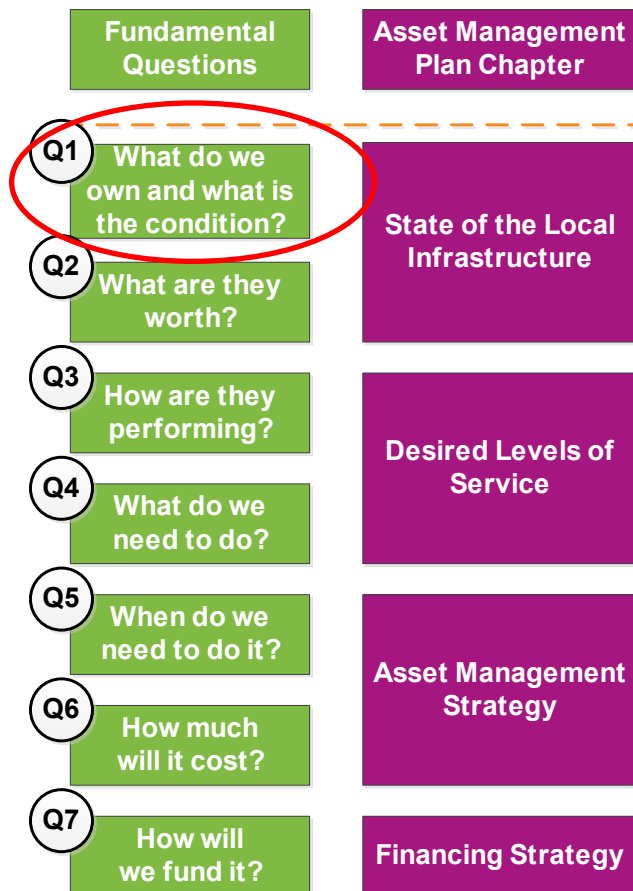 Fundamental
Questions
Asset Management
Plan Chapter
Q1
What do we
own and what is
the condition?
State of the Local
Infrastructure
Q2
What are they
worth?
Q3
How are they
performing?
Desired Levels of
Service
Q4
What do we
need to do?
Q5
When do we
need to do it?
Asset Management
Strategy
Q6
How much
will it cost?
Q7
How will
we fund it?
Financing Strategy